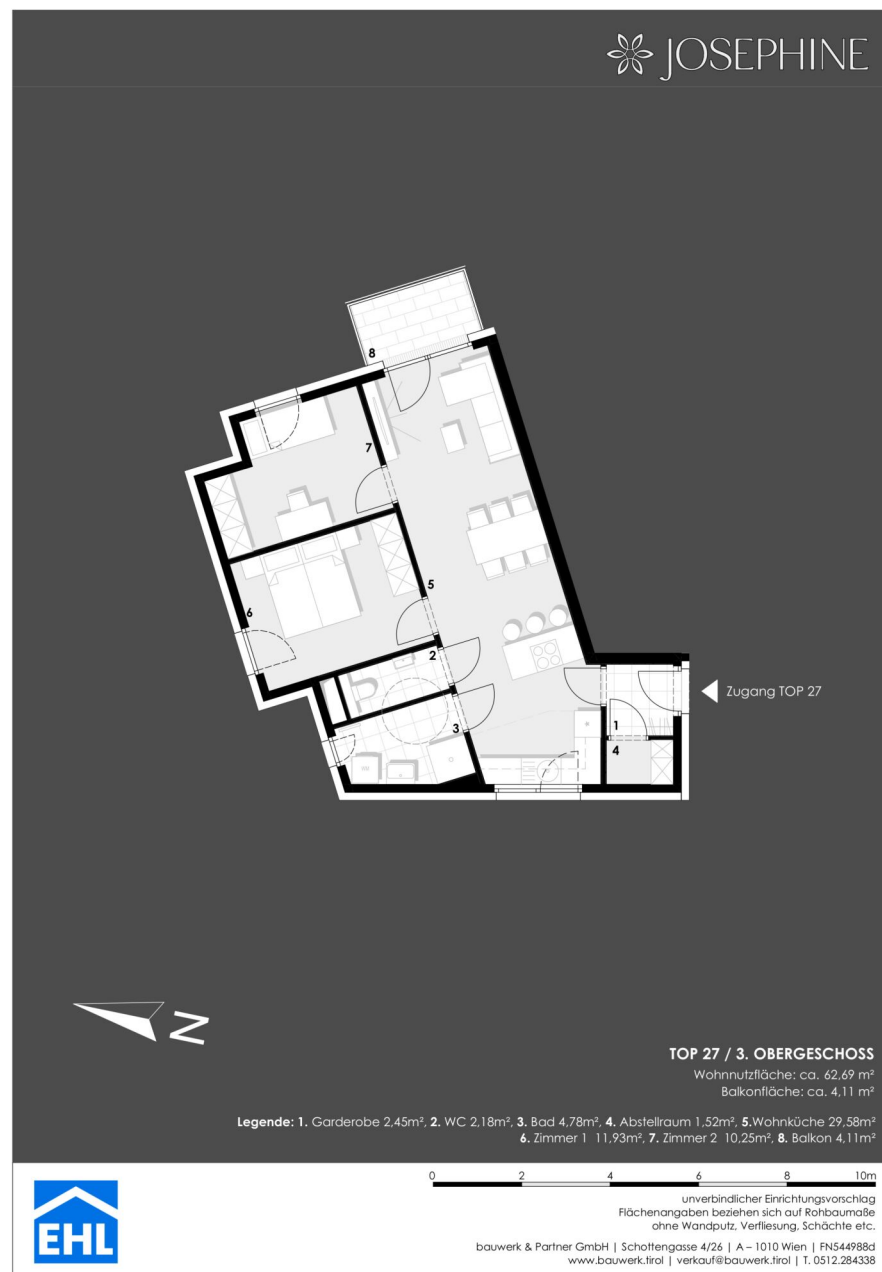 JOSEPHINE
8
7
5
6
2
Zugang TOP 27
3
1
4
N
TOP 27 / 3. OBERGESCHOSS
Wohnnutzfläche: ca. 62,69 m²
Balkonfläche: ca. 4,11 m²
Legende: 1. Garderobe 2,45m², 2. WC 2,18m², 3. Bad 4,78m², 4. Abstellraum 1,52m², 5.Wohnküche 29,58m²
6. Zimmer 1 11,93m², 7. Zimmer 2 10,25m², 8. Balkon 4,11m²
0 2 4 6 8 10m
unverbindlicher Einrichtungsvorschlag
Flächenangaben beziehen sich auf Rohbaumaße
ohne Wandputz, Verfliesung, Schächte etc.
EHL
bauwerk & Partner GmbH | Schottengasse 4/26 | A – 1010 Wien | FN544988d
www.bauwerk.tirol | verkauf@bauwerk.tirol | T. 0512.284338